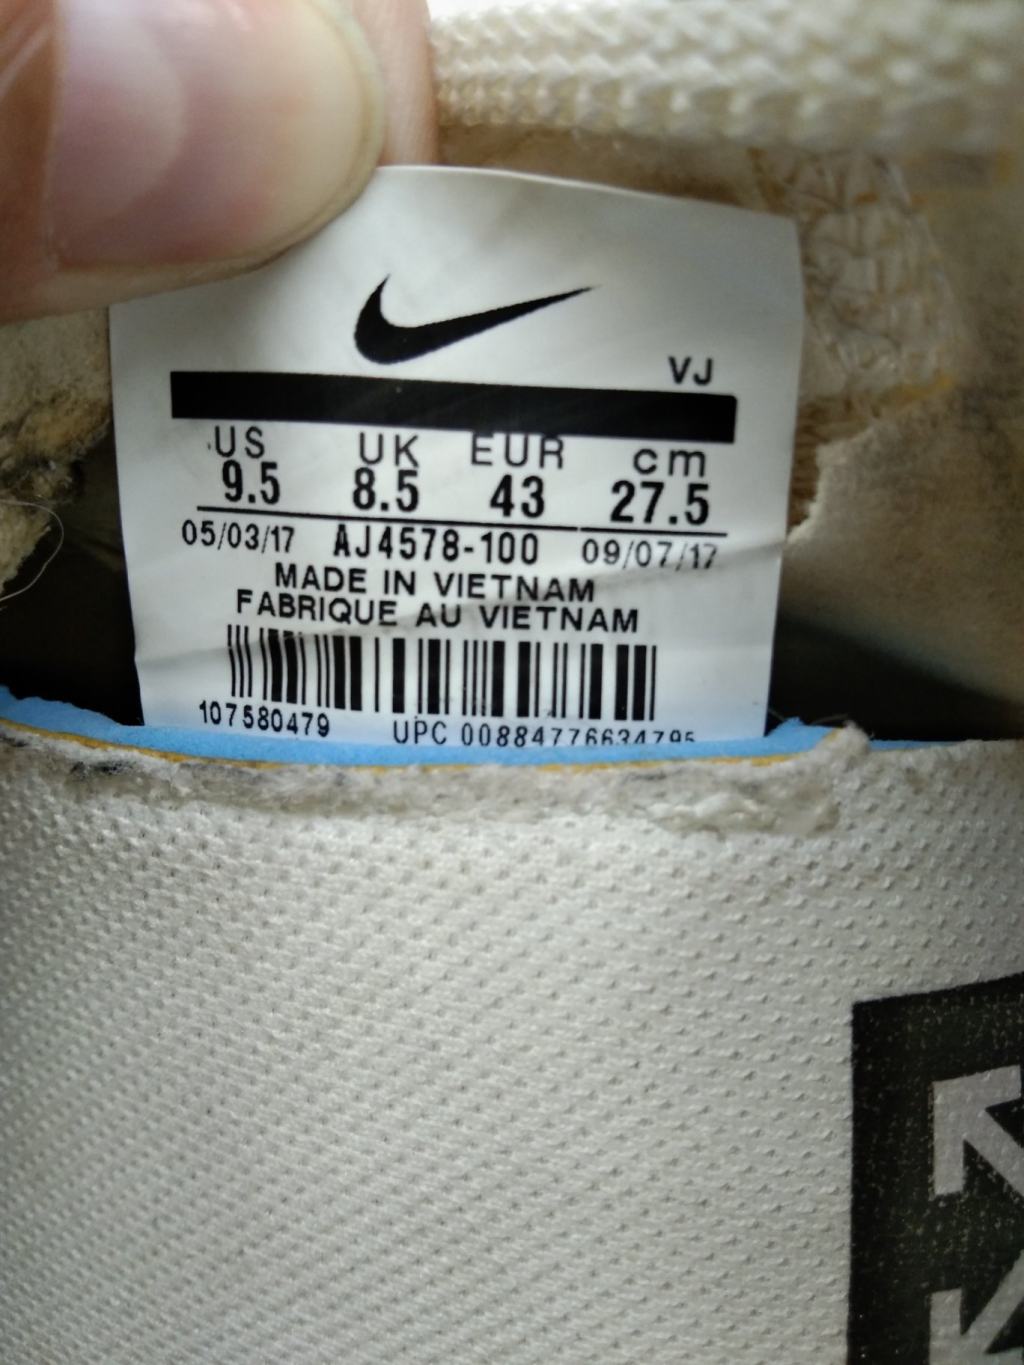 VJ
US UK EUR cm
9.5 8.5 43 27.5
05/03/17 AJ4578-100 09/07/17
MADE IN VIETNAM
FABRIQUE AU VIETNAM
107580479 UPC 00884776634795